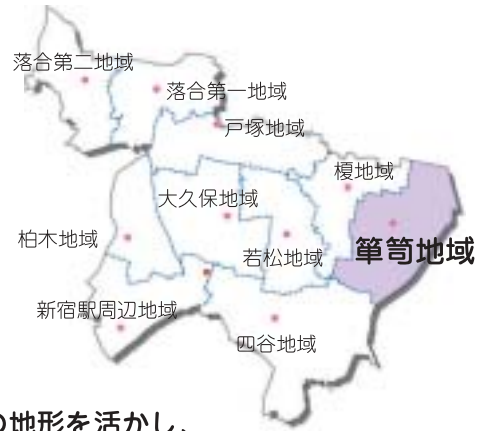 落合第二地域
落合第一地域
戸塚地域
榎地域
大久保地域
柏木地域
若松地域
箪笥地域
新宿駅周辺地域
四谷地域
の地形を活かし、